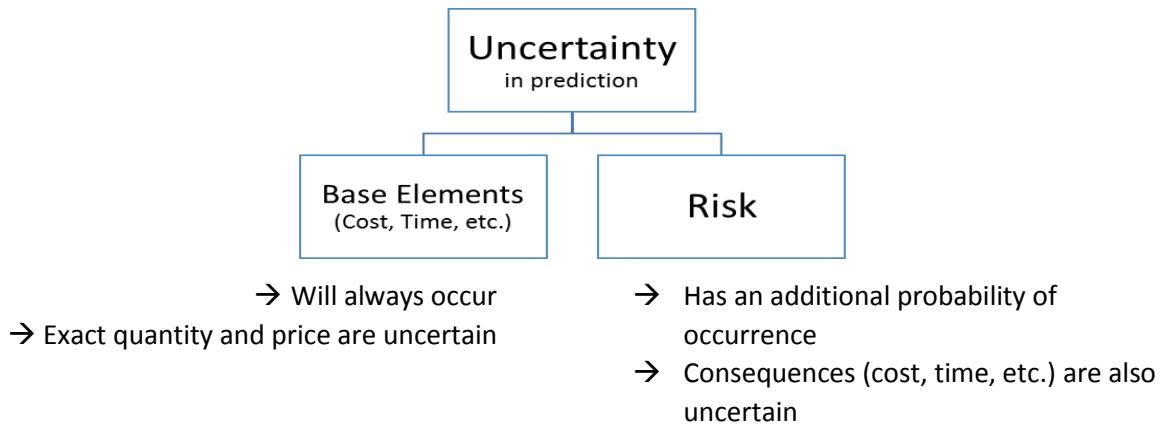 Uncertainty
in prediction
Base Elements
(Cost, Time, etc.)
Risk
→ Will always occur
→ Exact quantity and price are uncertain
→ Has an additional probability of
occurrence
→ Consequences (cost, time, etc.) are also
uncertain